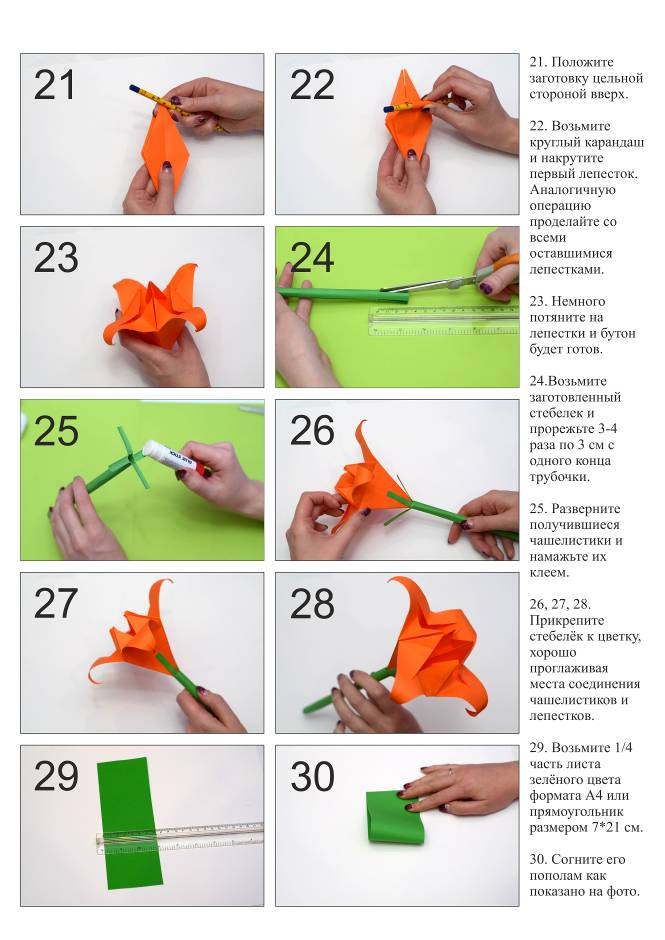 21
22
23
24
25
26
27
28
29
30
21. Положите
заготовку цельной
стороной вверх.
22. Возьмите
круглый карандаш
и накрутите
первый лепесток.
Аналогичную
операцию
проделайте со
всеми
оставшимися
лепестками.
23. Немного
потяните на
лепестки и бутон
будет готов.
24.Возьмите
заготовленный
стебелек и
прорежьте 3-4
раза по 3 см с
одного конца
трубочки.
25. Разверните
получившиеся
чашелистики и
намажьте их
клеем.
26, 27, 28.
Прикрепите
стебелёк к цветку,
хорошо
проглаживая
места соединения
чашелистиков и
лепестков.
29. Возьмите 1/4
часть листа
зелёного цвета
формата А4 или
прямоугольник
размером 7*21 см.
30. Согните его
пополам как
показано на фото.